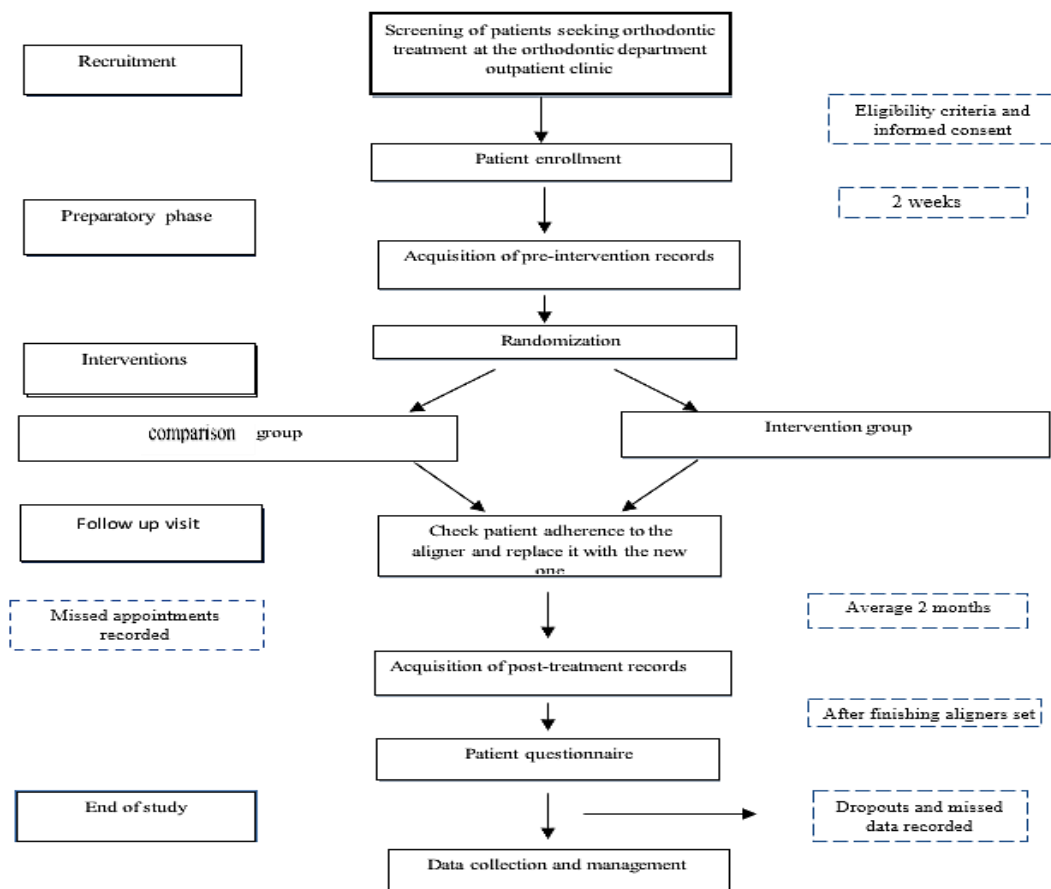 Screening of patients seeking orthodontic
treatment at the orthodontic department
outpatient clinic
Recruitment
Eligibility criteria and
informed consent
Patient enrollment
2 weeks
Preparatory phase
Acquisition of pre-intervention records
Randomization
Interventions
comparison group
Intervention group
Follow up visit
Check patient adherence to the
aligner and replace it with the new
one
Missed appointments
recorded
Average 2 months
Acquisition of post-treatment records
After finishing aligners set
Patient questionnaire
End of study
Dropouts and missed
data recorded
Data collection and management